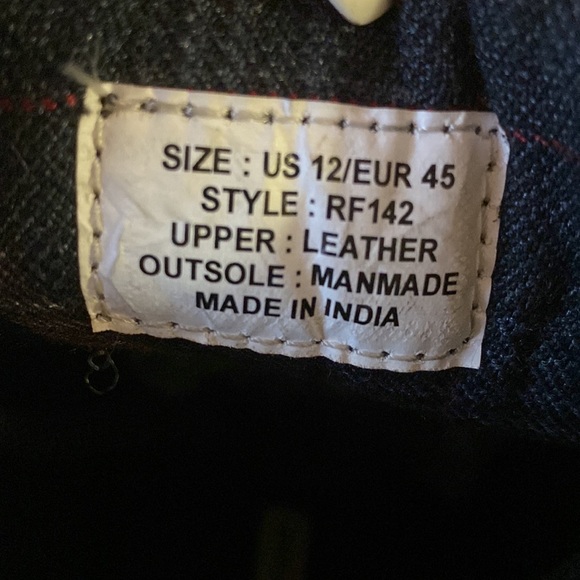 SIZE : US 12/EUR 45
STYLE : RF142
UPPER : LEATHER
OUTSOLE : MANMADE
MADE IN INDIA